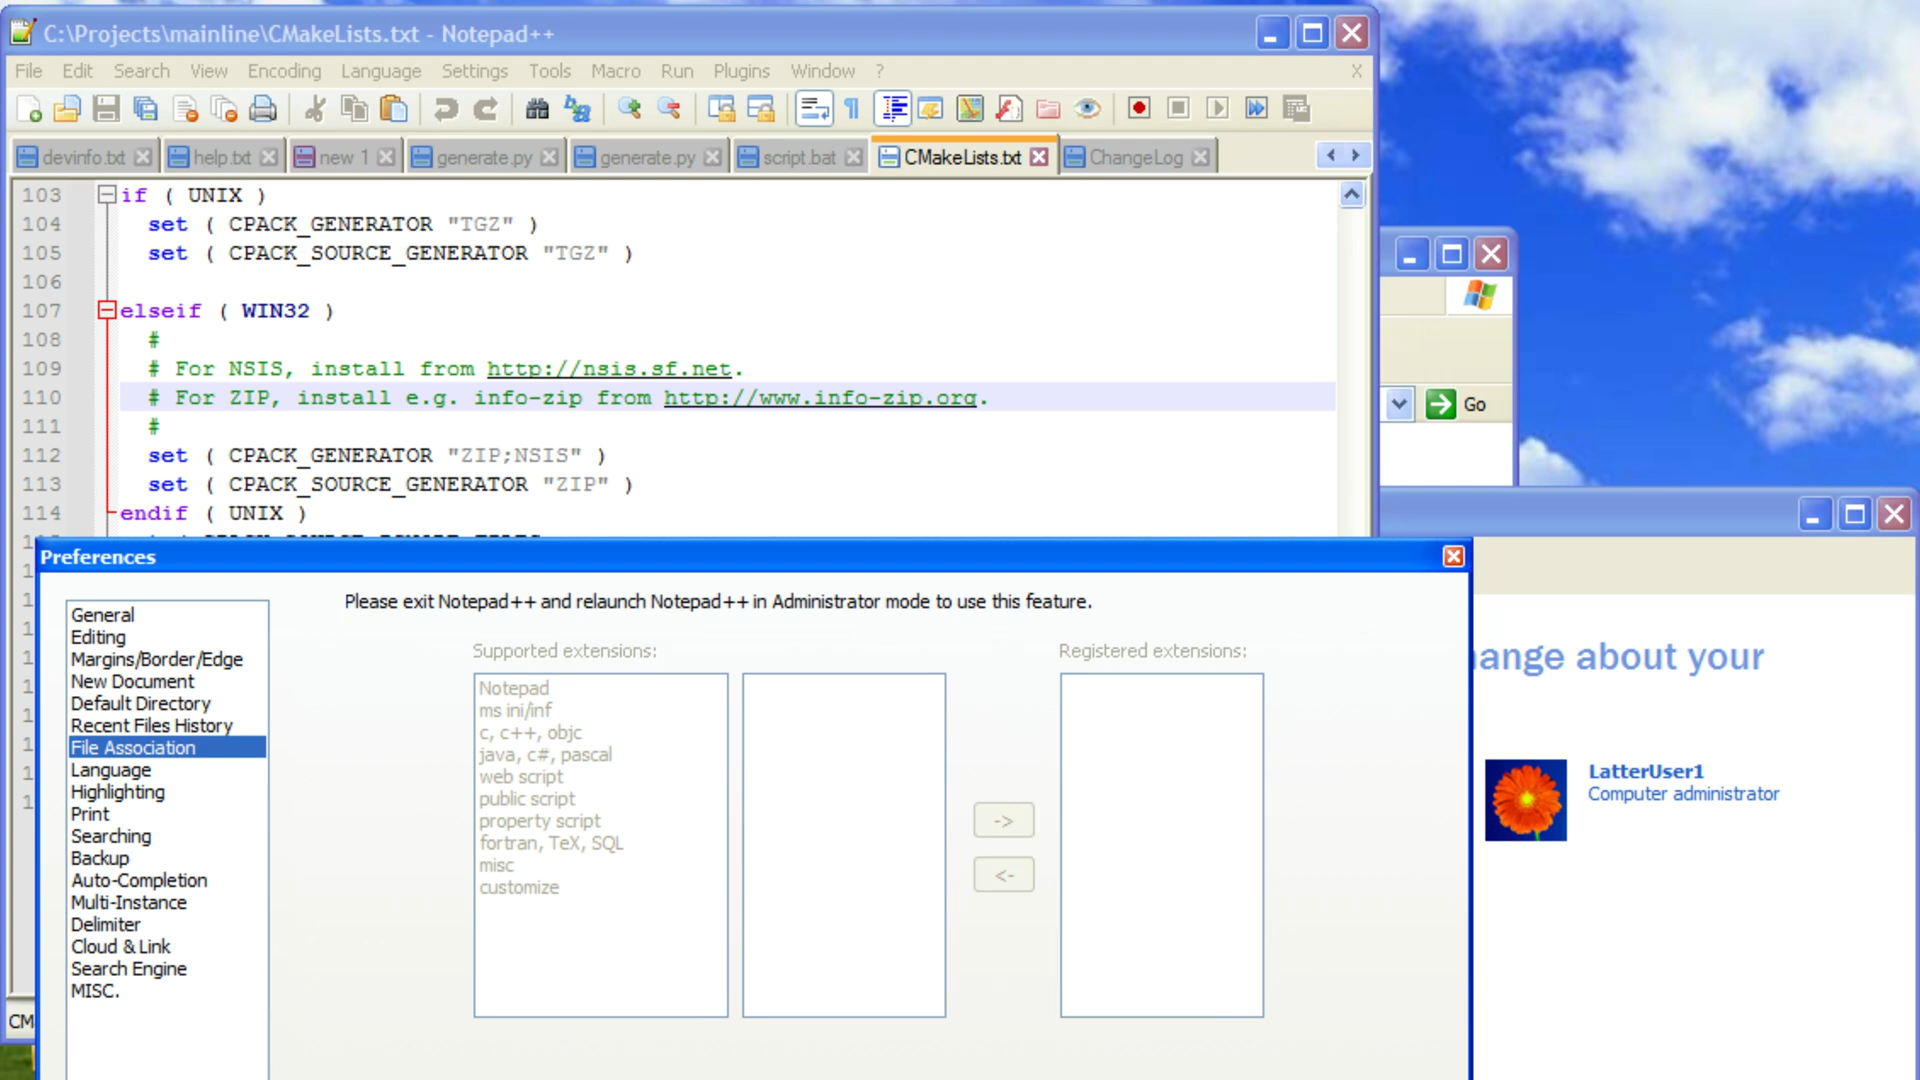 C:\Projects\mainline\CMakeLists.txt - Notepad++
File Edit Search View Encoding Language Settings Tools Macro Run Plugins Window ? X
devinfo.txt help.txt new 1 generate.py generate.py script.bat CMakeLists.txt ChangeLog
103 if ( UNIX )
104 set ( CPACK_GENERATOR "TGZ" )
105 set ( CPACK_SOURCE_GENERATOR "TGZ" )
106
107 elseif ( WIN32 )
108 #
109 # For NSIS, install from http://nsis.sf.net.
110 # For ZIP, install e.g. info-zip from http://www.info-zip.org.
111 #
112 set ( CPACK_GENERATOR "ZIP;NSIS" )
113 set ( CPACK_SOURCE_GENERATOR "ZIP" )
114 endif ( UNIX )
Go
Preferences
General
Editing
Margins/Border/Edge
New Document
Default Directory
Recent Files History
File Association
Language
Highlighting
Print
Searching
Backup
Auto-Completion
Multi-Instance
Delimiter
Cloud & Link
Search Engine
MISC.
Please exit Notepad++ and relaunch Notepad++ in Administrator mode to use this feature.
Supported extensions:
Notepad
ms ini/inf
c, c++, objc
java, c#, pascal
web script
public script
property script
fortran, TeX, SQL
misc
customize
->
<-
Registered extensions:
hange about your
LatterUser1
Computer administrator
CM